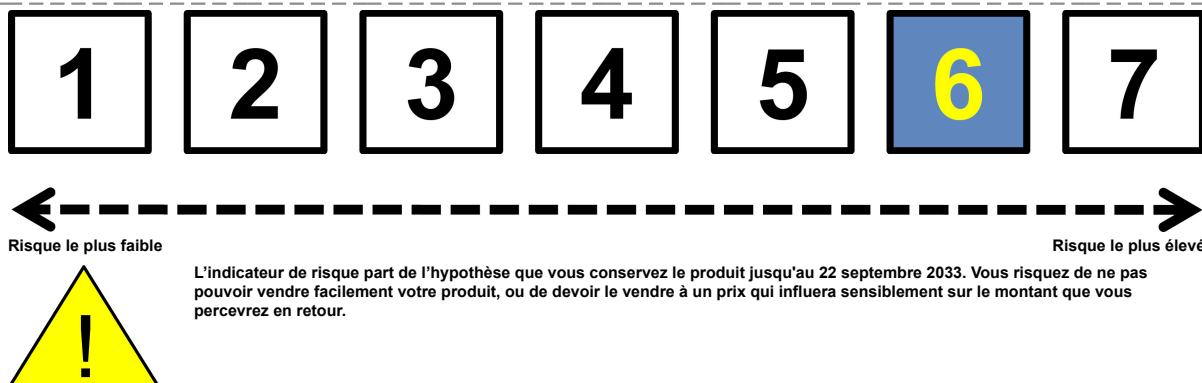 1 2 3 4 5 6 7
Risque le plus faible Risque le plus élevé
L’indicateur de risque part de l’hypothèse que vous conservez le produit jusqu'au 22 septembre 2033. Vous risquez de ne pas
pouvoir vendre facilement votre produit, ou de devoir le vendre à un prix qui influera sensiblement sur le montant que vous
percevrez en retour.
!